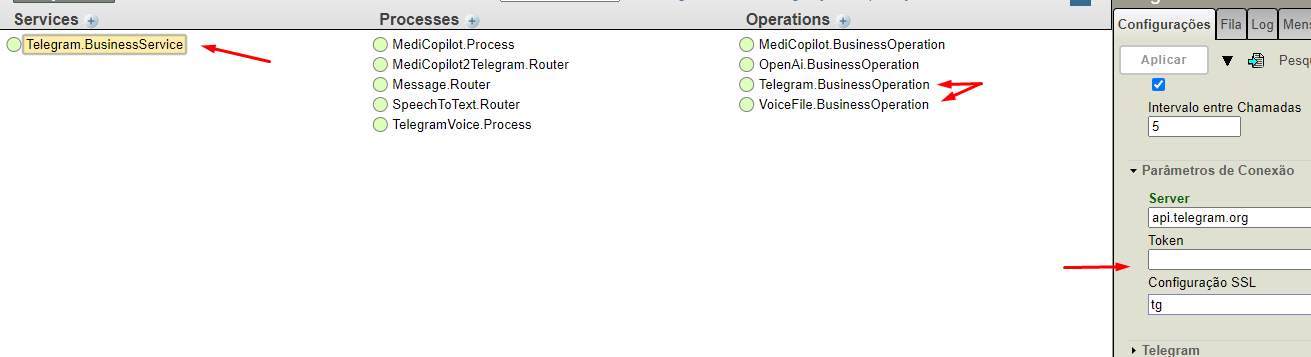 Services
Processes
Operations
Telegram.BusinessService
MediCopilot.Process
MediCopilot2Telegram.Router
Message.Router
SpeechToText.Router
TelegramVoice.Process
MediCopilot.BusinessOperation
OpenAi.BusinessOperation
Telegram.BusinessOperation
VoiceFile.BusinessOperation
Configurações Fila Log
Aplicar
Intervalo entre Chamadas
5
Parâmetros de Conexão
Server
api.telegram.org
Token
Configuração SSL
tg
Telegram